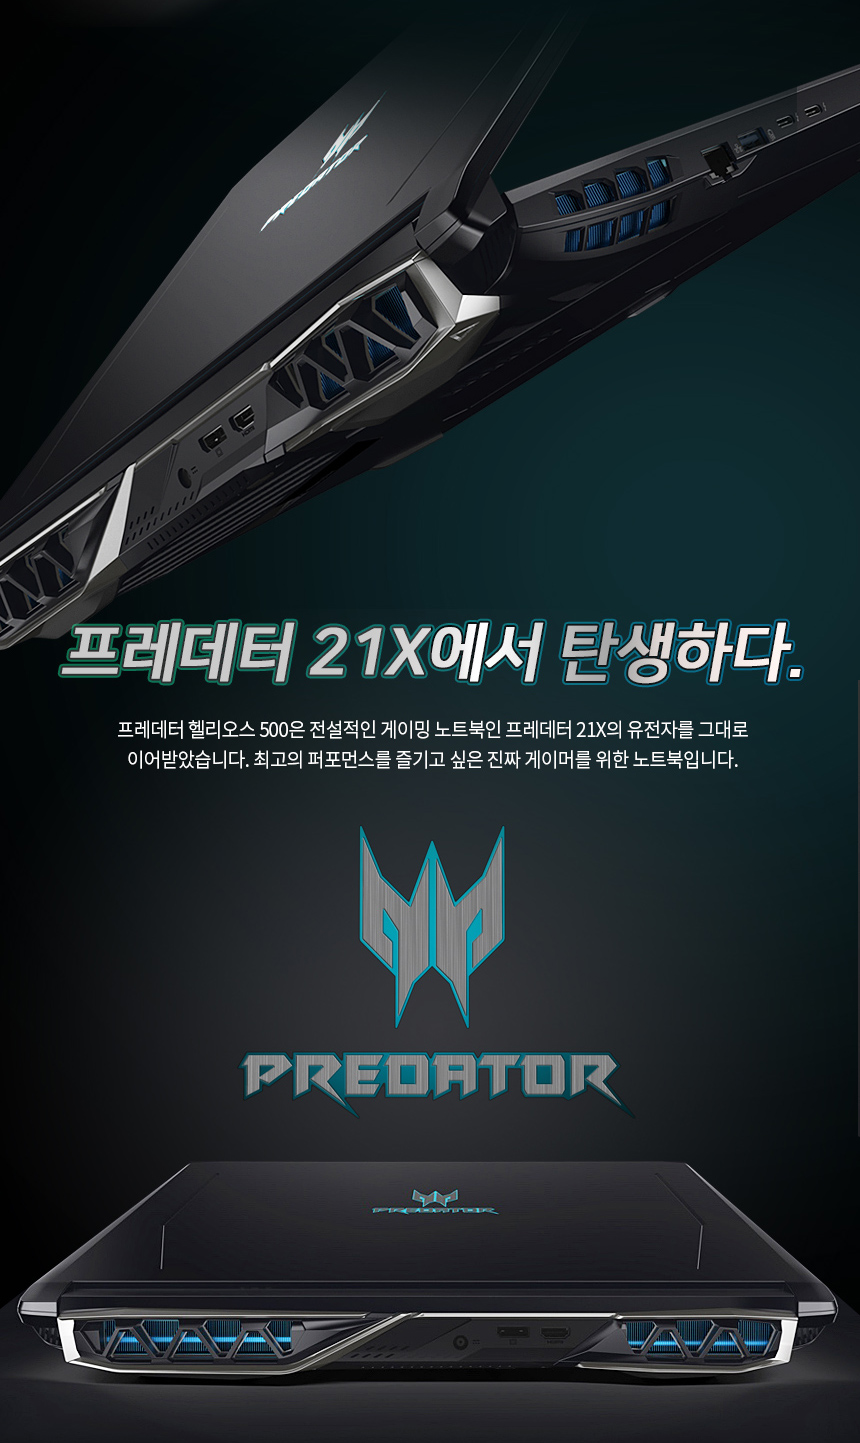 PREDATOR
HDMI
프레데터 21X에서 탄생하다.
프레데터 헬리오스 500은 전설적인 게이밍 노트북인 프레데터 21X의 유전자를 그대로
이어받았습니다. 최고의 퍼포먼스를 즐기고 싶은 진짜 게이머를 위한 노트북입니다.
PREDATOR
PREDATOR